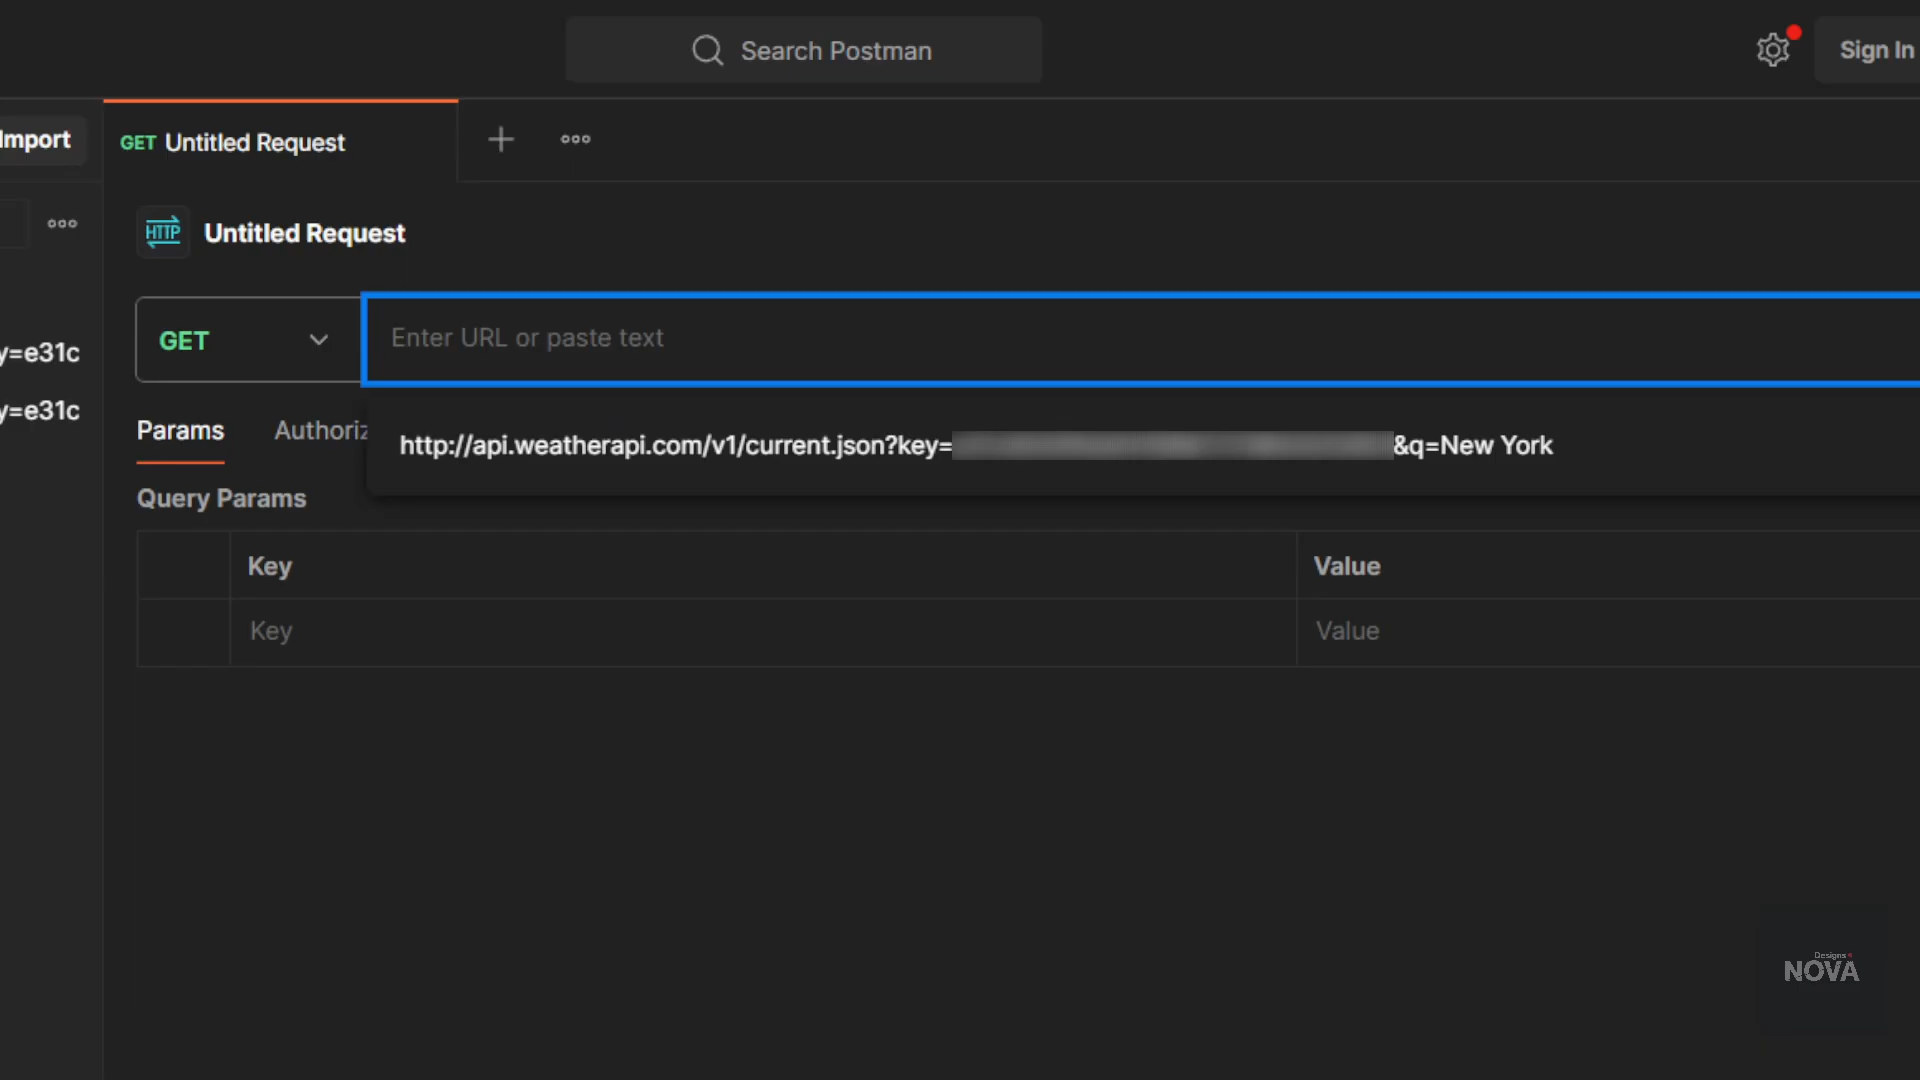 Search Postman
Sign In
Import
GET Untitled Request
HTTP Untitled Request
GET
Enter URL or paste text
y=e31c
y=e31c
Params Authoriz
http://api.weatherapi.com/v1/current.json?key= &q=New York
Query Params
Key Value
Key Value
Designs
NOVA